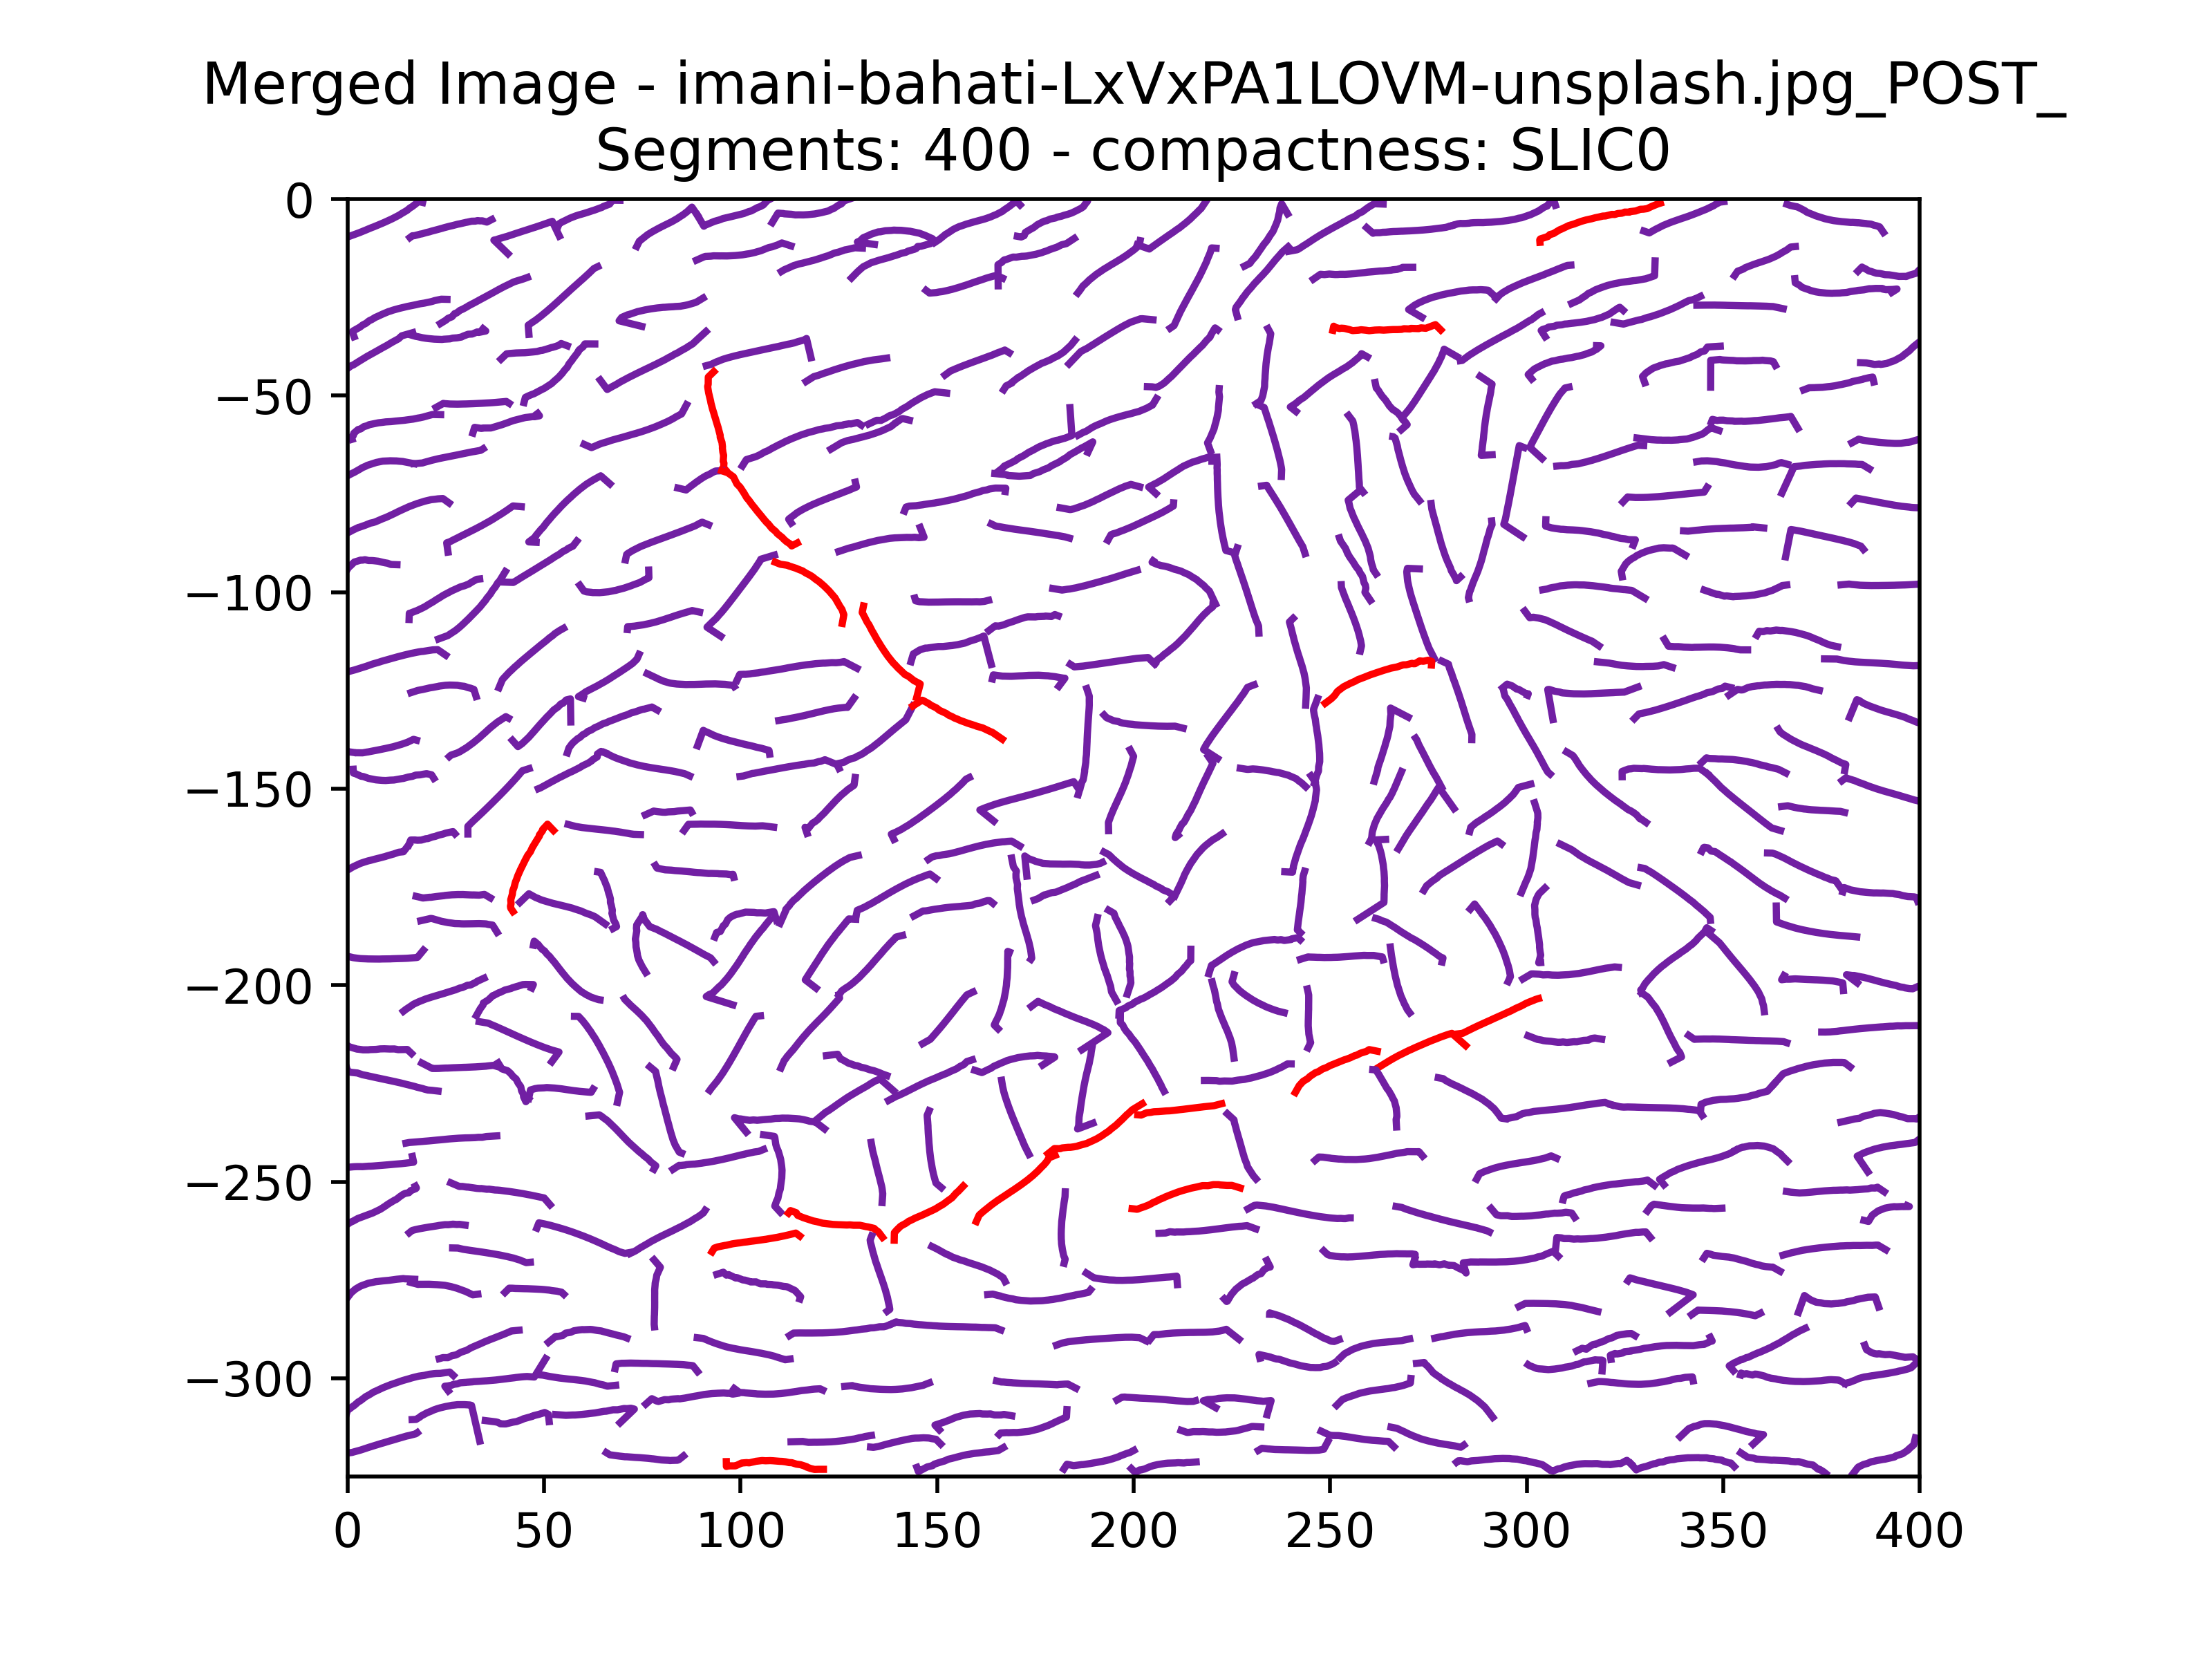 Merged Image - imani-bahati-LxVxPA1LOVM-unsplash.jpg_POST_
Segments: 400 - compactness: SLIC0
0
−50
−100
−150
−200
−250
−300
0 50 100 150 200 250 300 350 400